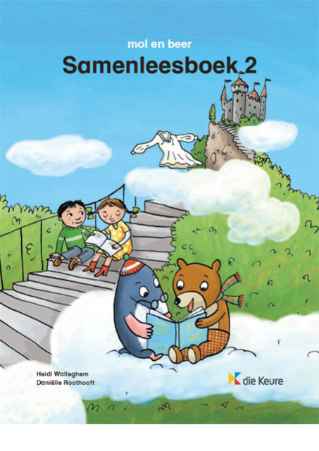 mol en beer
Samenleesboek 2
Heidi Walleghem
Daniëlle Roothooft
die Keure